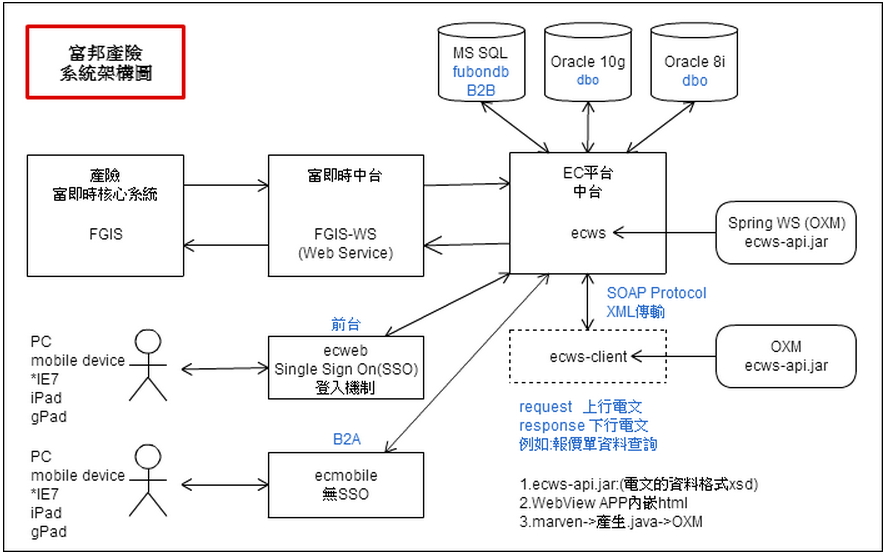 富邦產險
系統架構圖
MS SQL
fubondb
B2B
Oracle 10g
dbo
Oracle 8i
dbo
產險
富即時核心系統
FGIS
富即時中台
FGIS-WS
(Web Service)
EC平台
中台
ecws
Spring WS (OXM)
ecws-api.jar
SOAP Protocol
XML傳輸
前台
ecweb
Single Sign On(SSO)
登入機制
PC
mobile device
*IE7
iPad
gPad
ecws-client
OXM
ecws-api.jar
request 上行電文
response 下行電文
例如:報價單資料查詢
B2A
ecmobile
無SSO
PC
mobile device
*IE7
iPad
gPad
1.ecws-api.jar:(電文的資料格式xsd)
2.WebView APP內嵌html
3.marven->產生.java->OXM